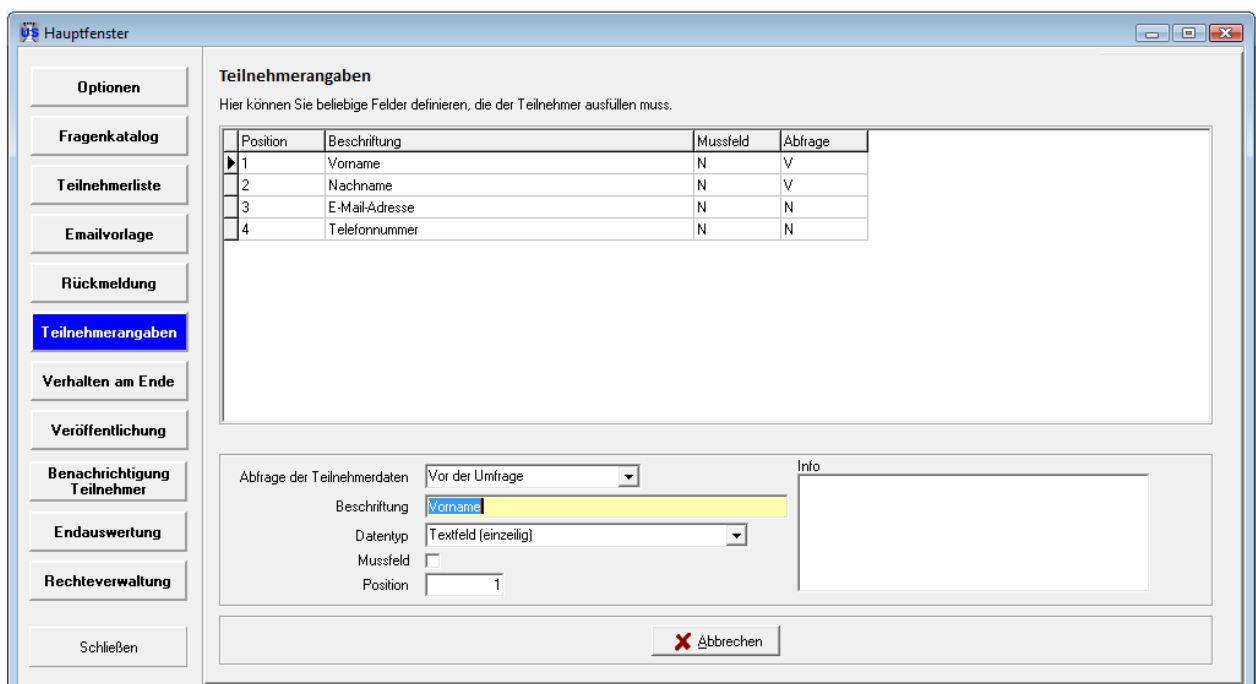 US Hauptfenster
Optionen
Fragenkatalog
Teilnehmerliste
Emailvorlage
Rückmeldung
Teilnehmerangaben
Verhalten am Ende
Veröffentlichung
Benachrichtigung
Teilnehmer
Endauswertung
Rechteverwaltung
Schließen
Teilnehmerangaben
Hier können Sie beliebige Felder definieren, die der Teilnehmer ausfüllen muss.
Position Beschriftung Mussfeld Abfrage
1 Vorname N V
2 Nachname N V
3 E-Mail-Adresse N N
4 Telefonnummer N N
Abfrage der Teilnehmerdaten Vor der Umfrage
Beschriftung Vorname
Datentyp Textfeld (einzeilig)
Mussfeld
Position 1
Info
Abbrechen